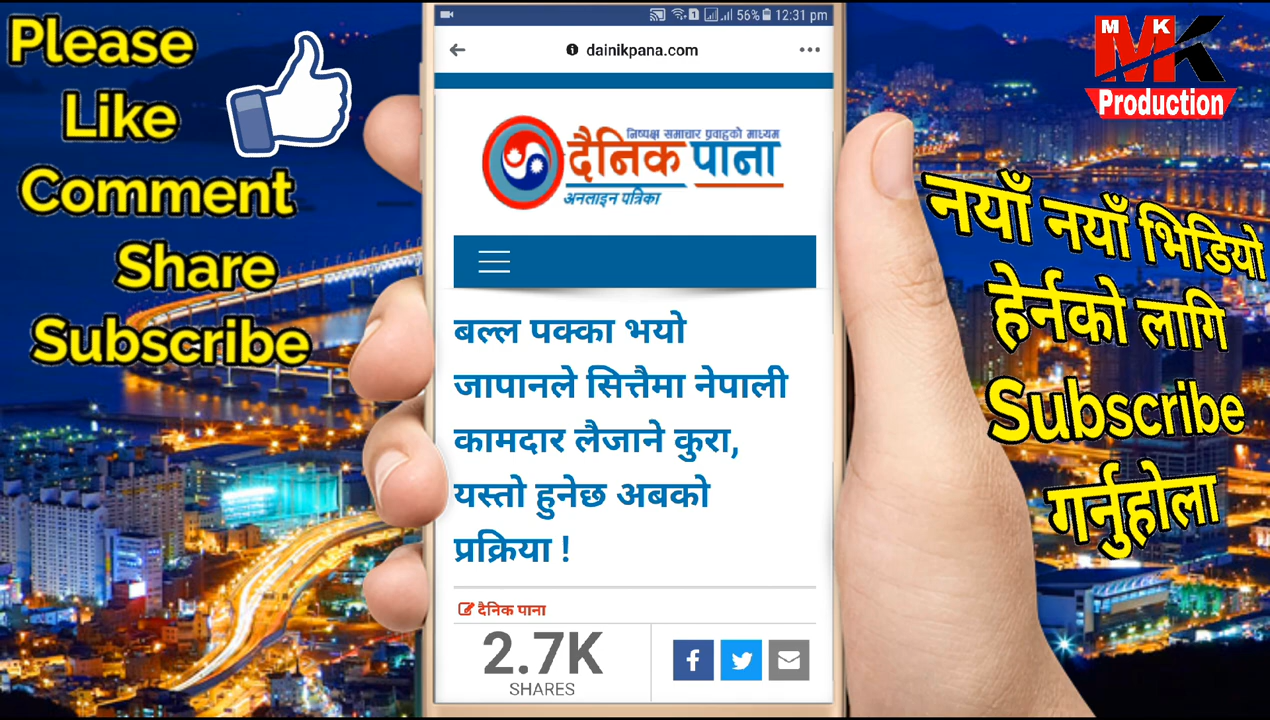 Please
Like
Comment
Share
Subscribe
56% 12:31 pm
dainikpana.com
निष्पक्ष समाचार प्रवाहको माध्यम
दैनिक पाना
अनलाइन पत्रिका
बल्ल पक्का भयो
जापानले सित्तैमा नेपाली
कामदार लैजाने कुरा,
यस्तो हुनेछ अबको
प्रक्रिया !
दैनिक पाना
2.7K
SHARES
M K
MK
Production
नयाँ नयाँ भिडियो
हेर्नको लागि
Subscribe
गर्नुहोला